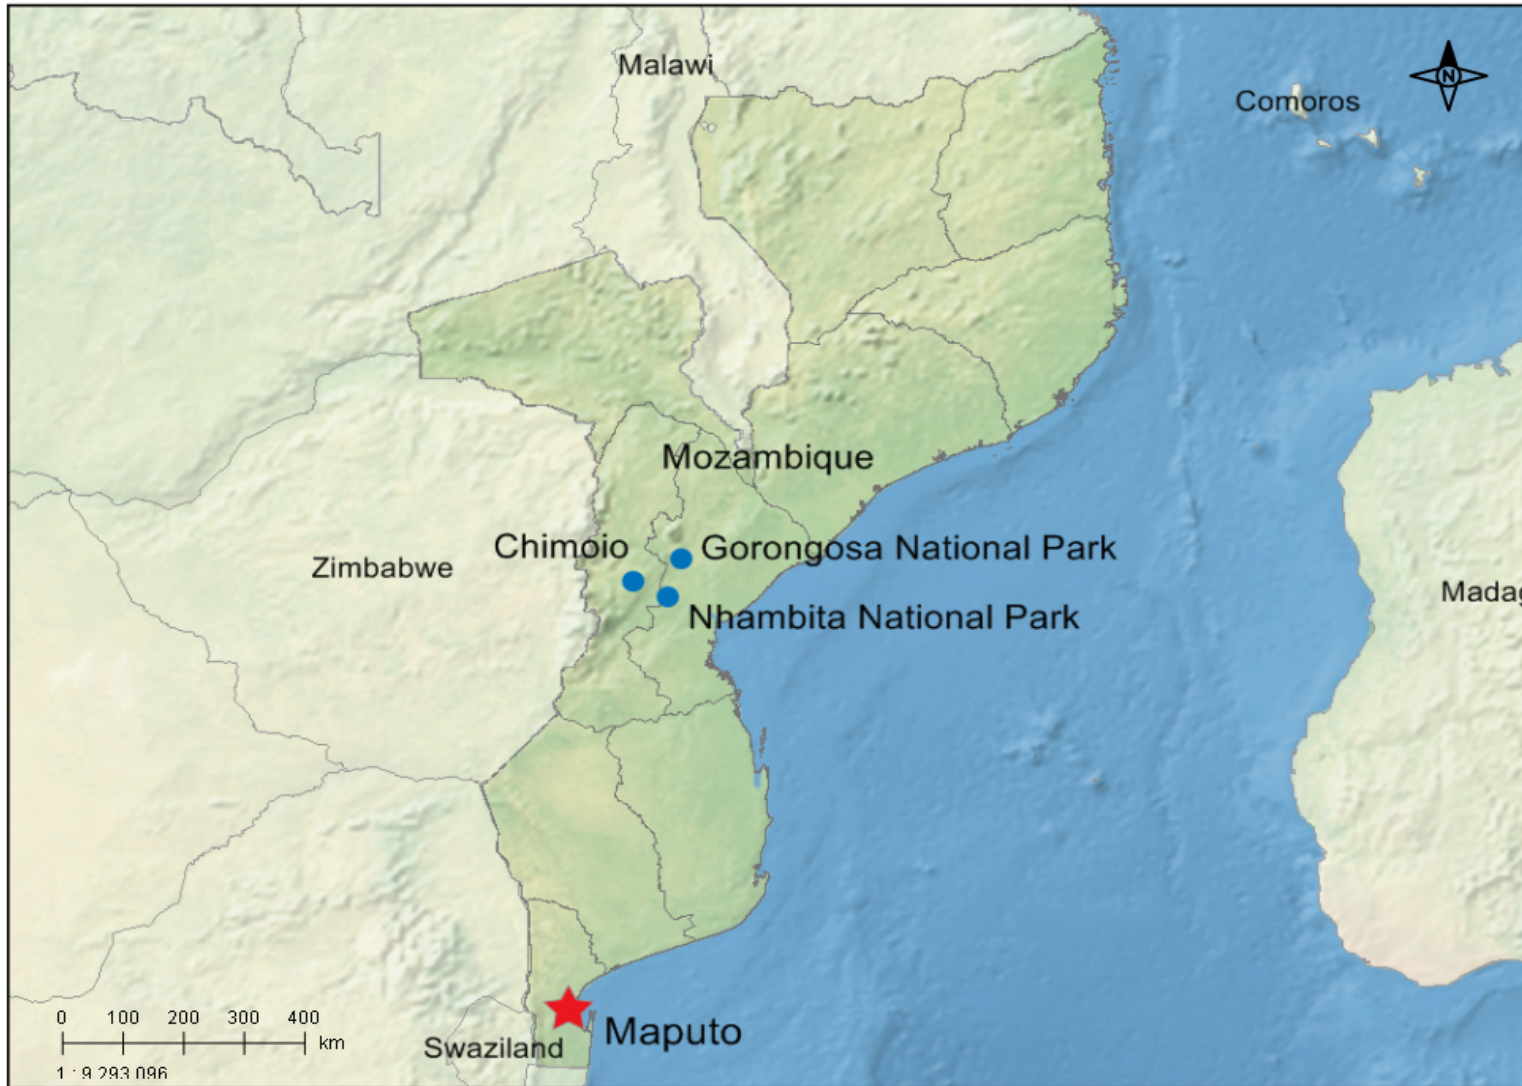 Malawi
N
Comoros
Mozambique
Chimoio
Gorongosa National Park
Zimbabwe
Madag
Nhambita National Park
0 100 200 300 400
km
Swaziland
Maputo
1 : 9 293 096